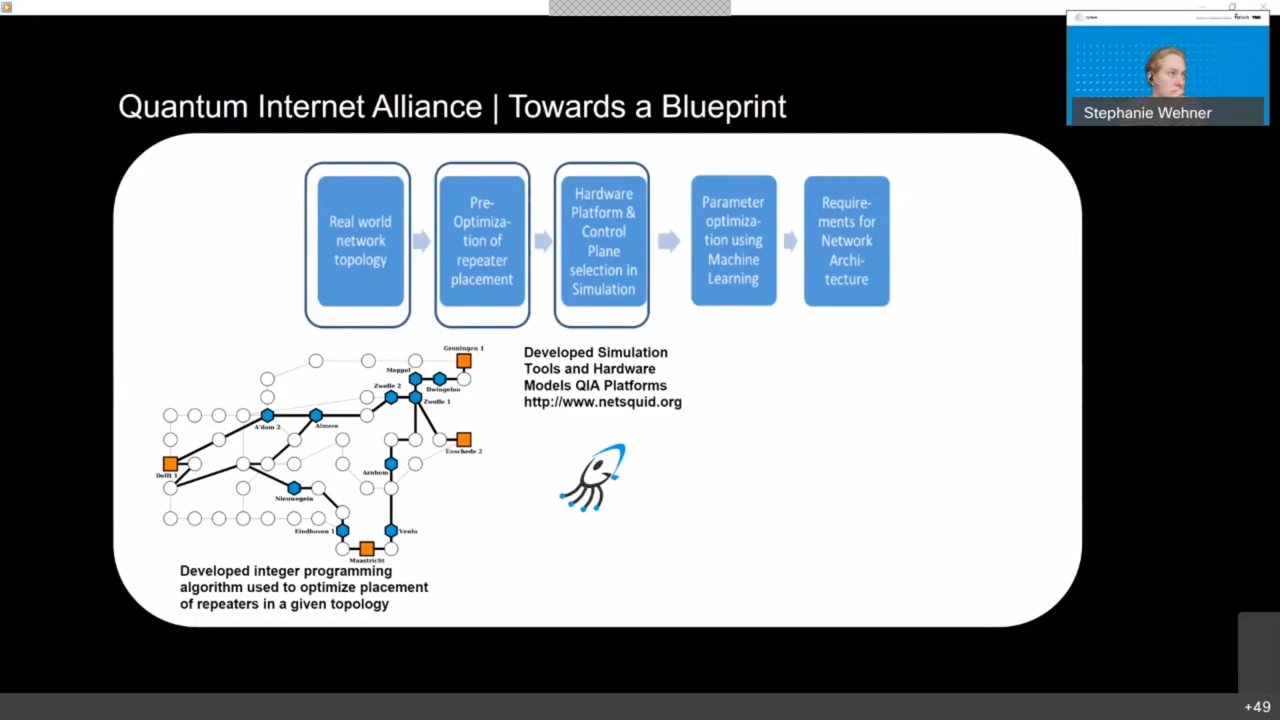 Stephanie Wehner
Quantum Internet Alliance | Towards a Blueprint
Real world
network
topology
Pre-
Optimiza-
tion of
repeater
placement
Hardware
Platform &
Control
Plane
selection in
Simulation
Parameter
optimiza-
tion using
Machine
Learning
Require-
ments for
Network
Archi-
tecture
Groningen 1
Meppel
Dwingeloo
Zwolle 2
Zwolle 1
A'dam 2
Almere
Enschede 2
Delft 1
Arnhem
Nieuwegein
Eindhoven 1
Venlo
Maastricht
Developed Simulation
Tools and Hardware
Models QIA Platforms
http://www.netsquid.org
Developed integer programming
algorithm used to optimize placement
of repeaters in a given topology
+49